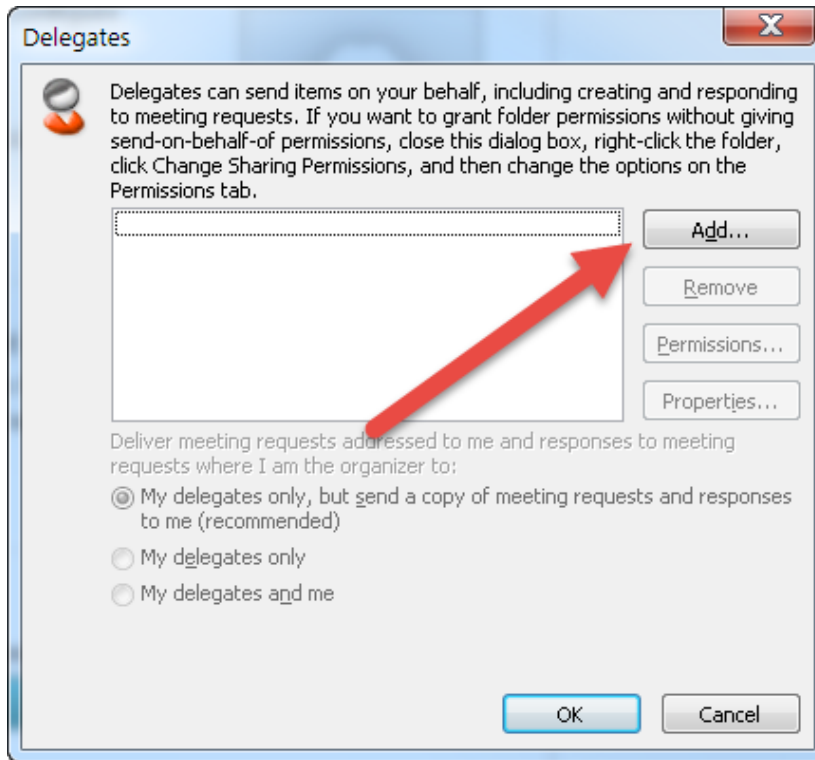 Delegates
Delegates can send items on your behalf, including creating and responding
to meeting requests. If you want to grant folder permissions without giving
send-on-behalf-of permissions, close this dialog box, right-click the folder,
click Change Sharing Permissions, and then change the options on the
Permissions tab.
Add...
Remove
Permissions...
Properties...
Deliver meeting requests addressed to me and responses to meeting
requests where I am the organizer to:
My delegates only, but send a copy of meeting requests and responses
to me (recommended)
My delegates only
My delegates and me
OK
Cancel